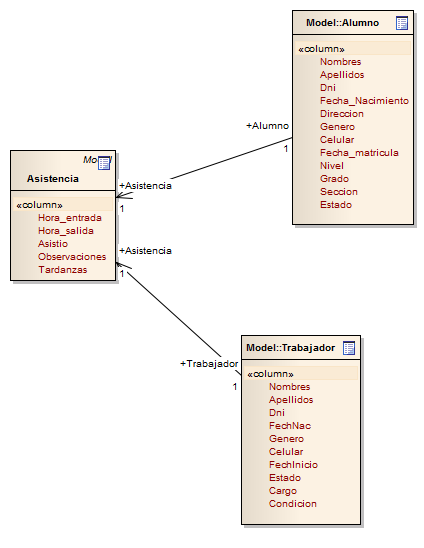 Model::Alumno
«column»
Nombres
Apellidos
Dni
Fecha_Nacimiento
Direccion
Genero
Celular
Fecha_matricula
Nivel
Grado
Seccion
Estado
+Alumno
1
+Asistencia
1
Asistencia
«column»
Hora_entrada
Hora_salida
Asistio
Observaciones
Tardanzas
+Asistencia
1
+Trabajador
1
Model::Trabajador
«column»
Nombres
Apellidos
Dni
FechNac
Genero
Celular
FechInicio
Estado
Cargo
Condicion